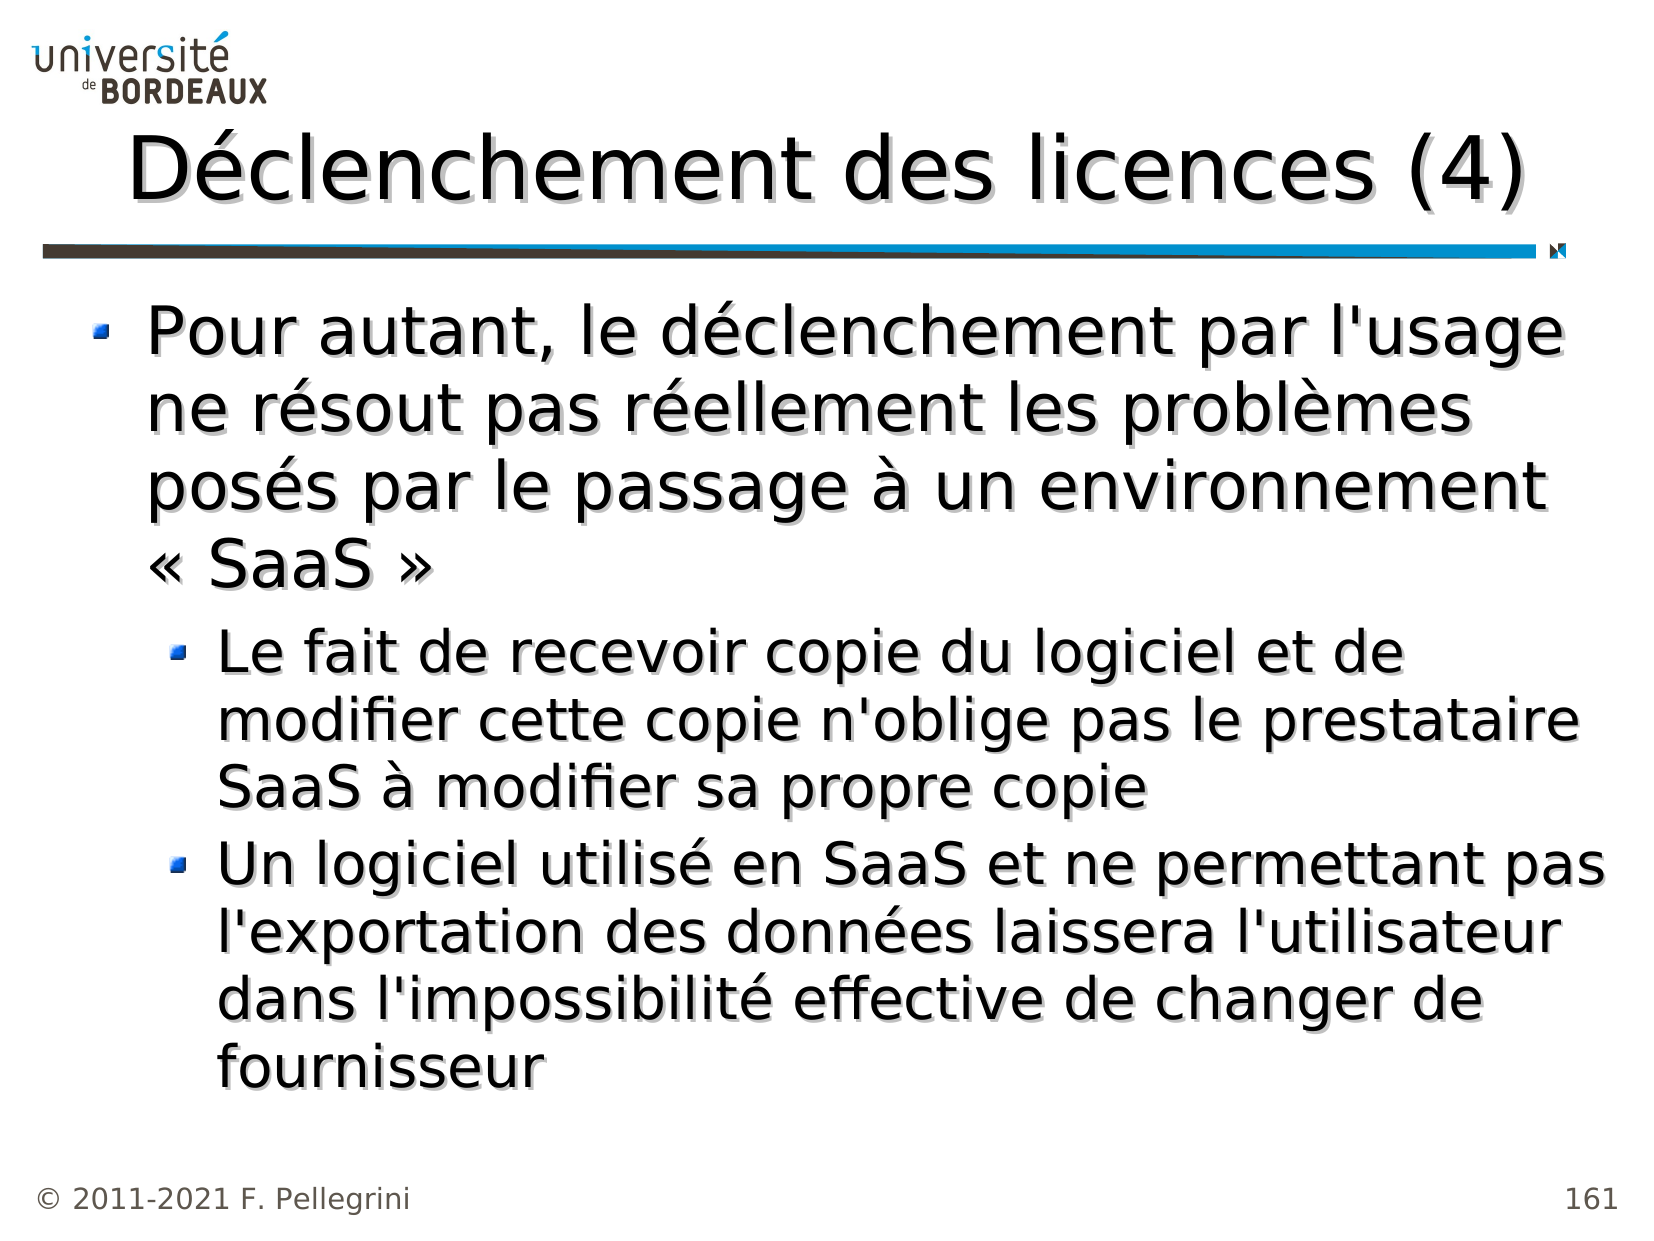 université
de BORDEAUX
Déclenchement des licences (4)
Pour autant, le déclenchement par l'usage
ne résout pas réellement les problèmes
posés par le passage à un environnement
« SaaS »
Le fait de recevoir copie du logiciel et de
modifier cette copie n'oblige pas le prestataire
SaaS à modifier sa propre copie
Un logiciel utilisé en SaaS et ne permettant pas
l'exportation des données laissera l'utilisateur
dans l'impossibilité effective de changer de
fournisseur
© 2011-2021 F. Pellegrini
161